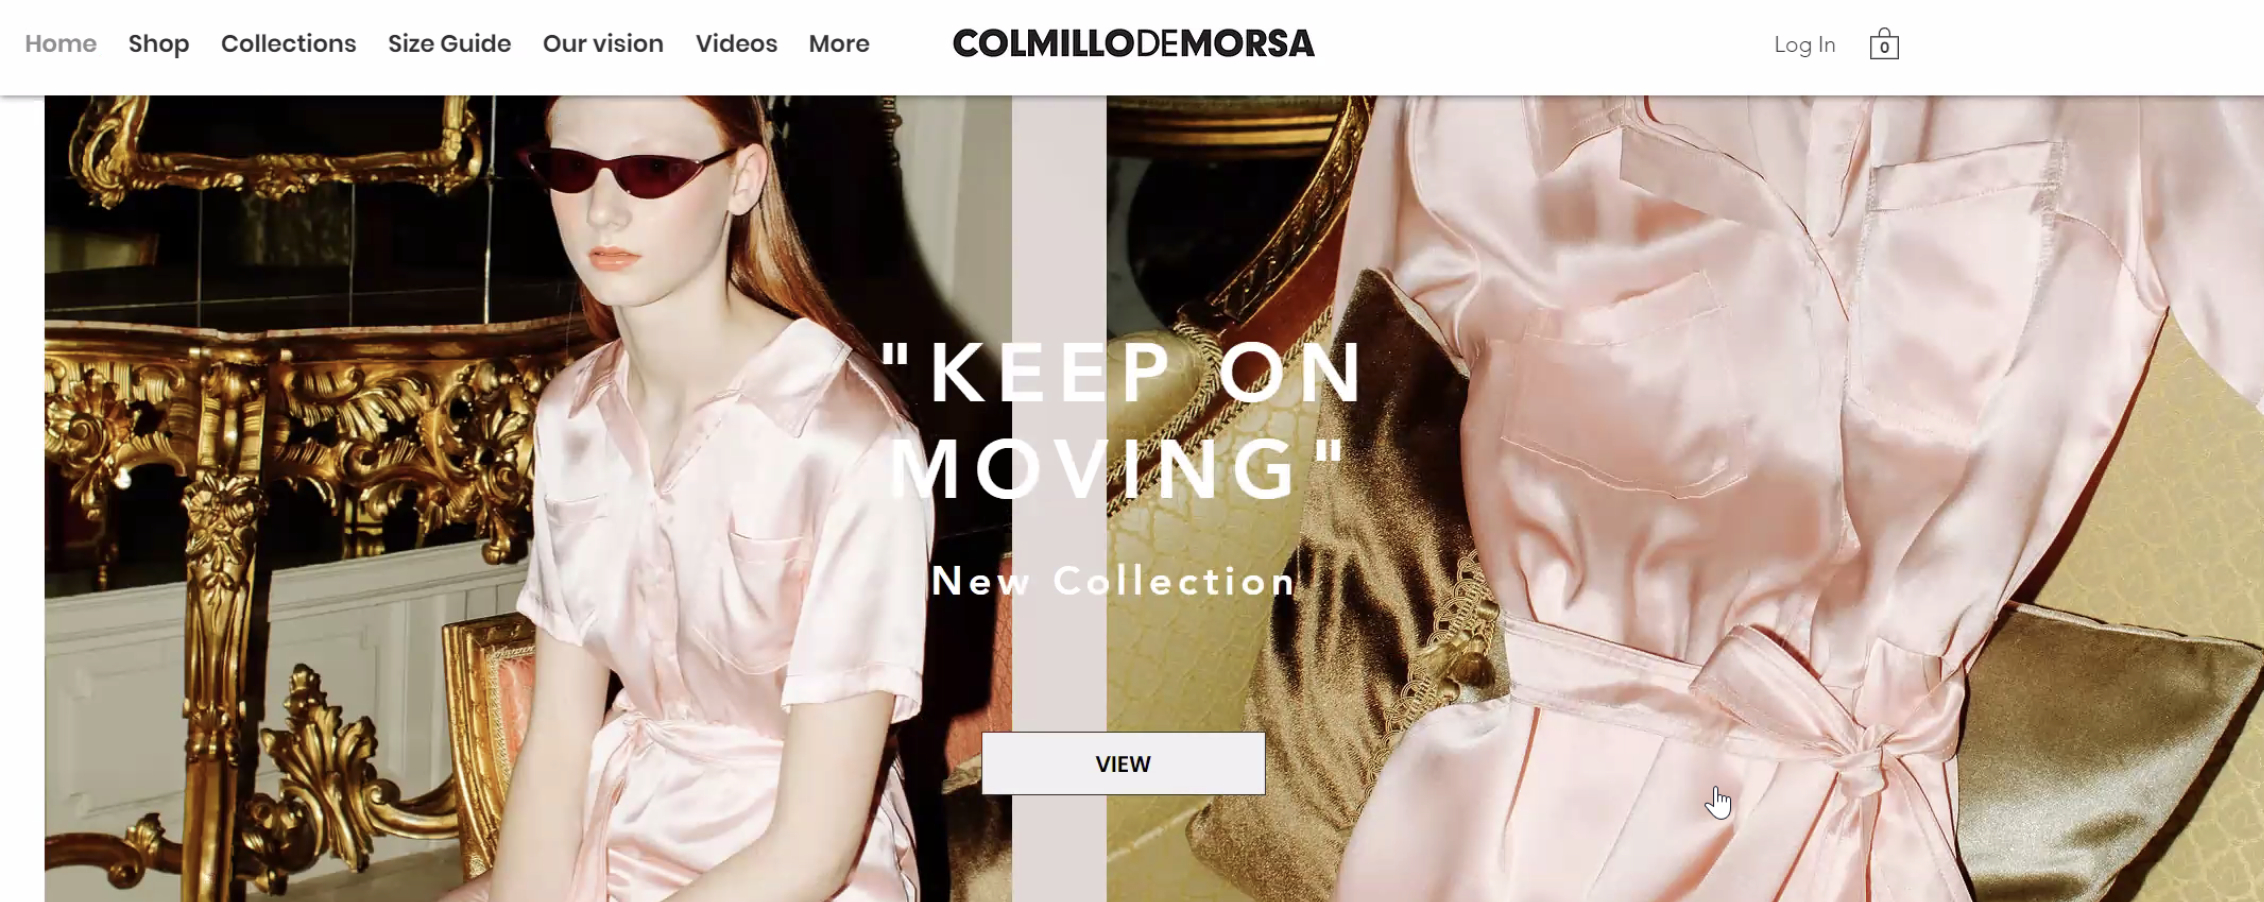 Home Shop Collections Size Guide Our vision Videos More COLMILLODEMORSA Log In 0
"KEEP ON
MOVING"
New Collection
VIEW